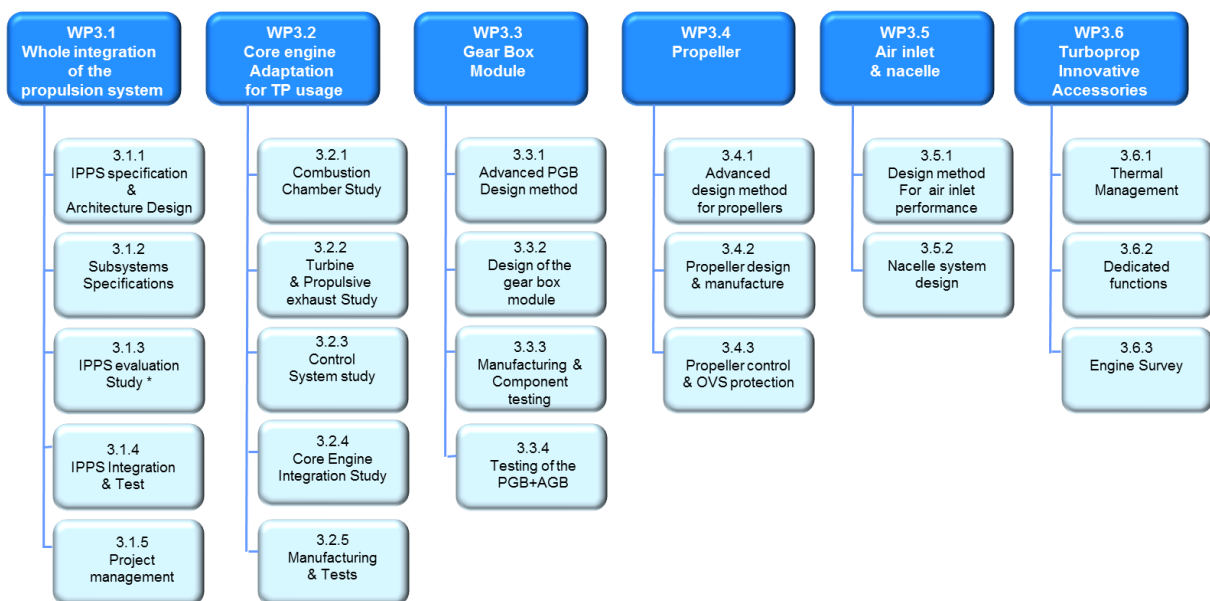 WP3.1
Whole integration
of the
propulsion system
3.1.1
IPPS specification
&
Architecture Design
3.1.2
Subsystems
Specifications
3.1.3
IPPS evaluation
Study *
3.1.4
IPPS Integration
& Test
3.1.5
Project
management
WP3.2
Core engine
Adaptation
for TP usage
3.2.1
Combustion
Chamber Study
3.2.2
Turbine
& Propulsive
exhaust Study
3.2.3
Control
System study
3.2.4
Core Engine
Integration Study
3.2.5
Manufacturing
& Tests
WP3.3
Gear Box
Module
3.3.1
Advanced PGB
Design method
3.3.2
Design of the
gear box
module
3.3.3
Manufacturing &
Component
testing
3.3.4
Testing of the
PGB+AGB
WP3.4
Propeller
3.4.1
Advanced
design method
for propellers
3.4.2
Propeller design
& manufacture
3.4.3
Propeller control
& OVS protection
WP3.5
Air inlet
& nacelle
3.5.1
Design method
For air inlet
performance
3.5.2
Nacelle system
design
WP3.6
Turboprop
Innovative
Accessories
3.6.1
Thermal
Management
3.6.2
Dedicated
functions
3.6.3
Engine Survey